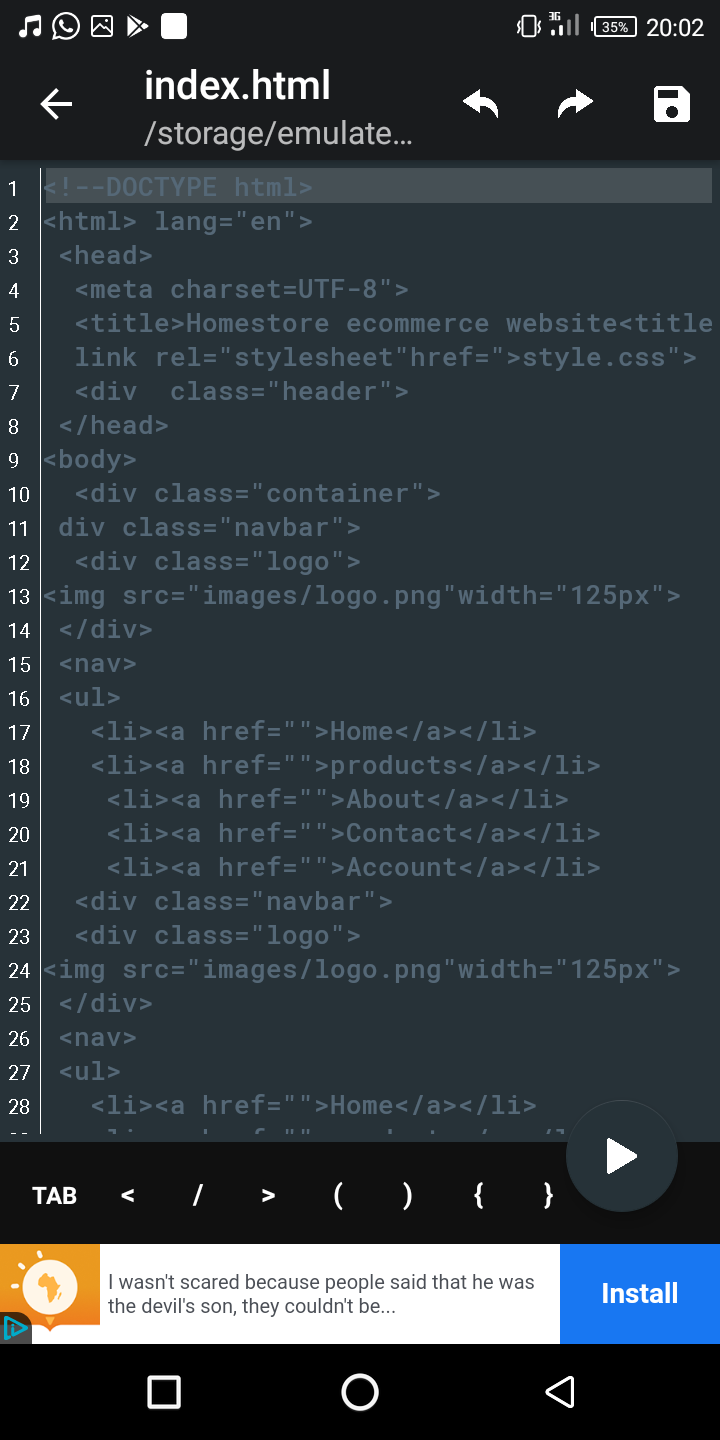 3G 35% 20:02
index.html
/storage/emulate...
1 <!--DOCTYPE html>
2 <html> lang="en">
3 <head>
4 <meta charset=UTF-8">
5 <title>Homestore ecommerce website<title
6 link rel="stylesheet"href=">style.css">
7 <div  class="header">
8 </head>
9 <body>
10 <div class="container">
11 div class="navbar">
12 <div class="logo">
13 <img src="images/logo.png"width="125px">
14 </div>
15 <nav>
16 <ul>
17 <li><a href="">Home</a></li>
18 <li><a href="">products</a></li>
19 <li><a href="">About</a></li>
20 <li><a href="">Contact</a></li>
21 <li><a href="">Account</a></li>
22 <div class="navbar">
23 <div class="logo">
24 <img src="images/logo.png"width="125px">
25 </div>
26 <nav>
27 <ul>
28 <li><a href="">Home</a></li>
TAB < / > ( ) { }
I wasn't scared because people said that he was
the devil's son, they couldn't be...
Install